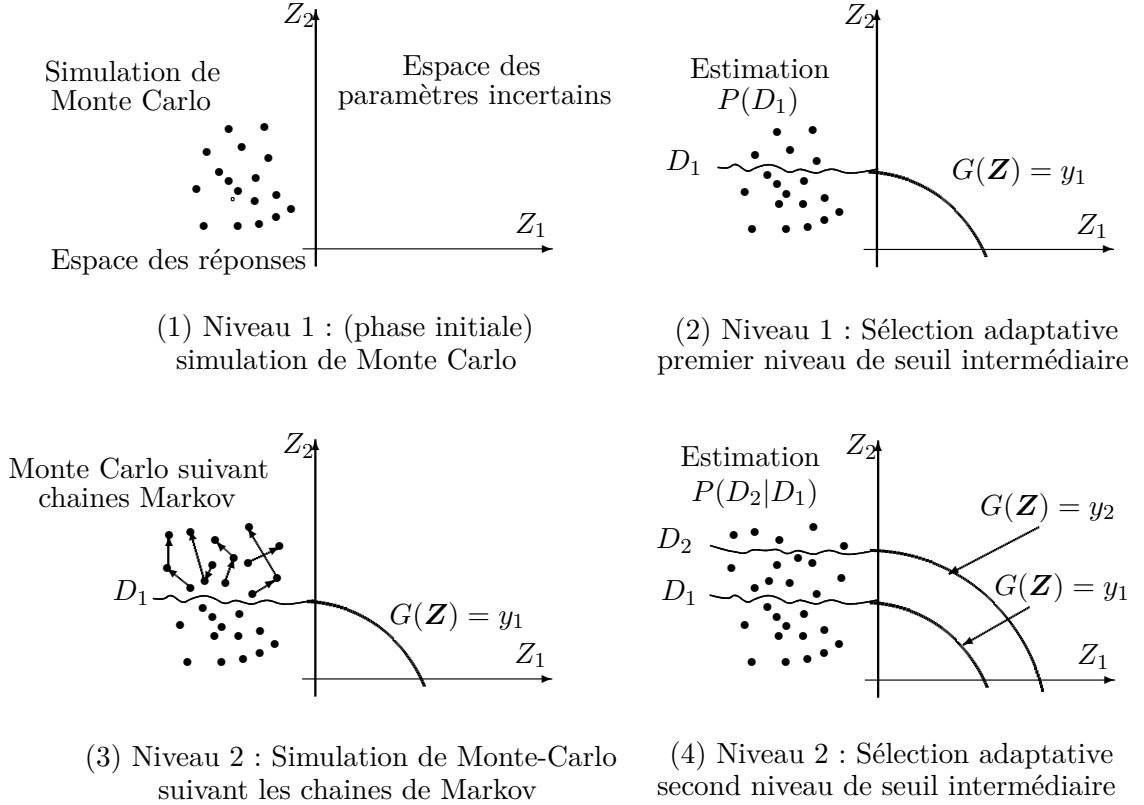 Z₂
Simulation de
Monte Carlo
Espace des
paramètres incertains
Z₁
Espace des réponses
(1) Niveau 1 : (phase initiale)
simulation de Monte Carlo
Z₂
Estimation
P(D₁)
D₁
G(Z) = y₁
Z₁
(2) Niveau 1 : Sélection adaptative
premier niveau de seuil intermédiaire
Z₂
Monte Carlo suivant
chaines Markov
D₁
G(Z) = y₁
Z₁
(3) Niveau 2 : Simulation de Monte-Carlo
suivant les chaines de Markov
Z₂
Estimation
P(D₂|D₁)
G(Z) = y₂
D₂
G(Z) = y₁
D₁
Z₁
(4) Niveau 2 : Sélection adaptative
second niveau de seuil intermédiaire